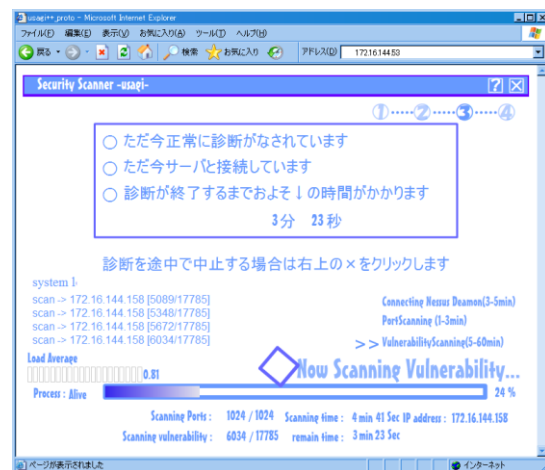 usagi++_proto - Microsoft Internet Explorer
ファイル(F) 編集(E) 表示(V) お気に入り(A) ツール(T) ヘルプ(H)
戻る 検索 お気に入り アドレス(D) 172.16.144.53
Security Scanner -usagi- ? ×
1 2 3 4
○ ただ今正常に診断がなされています
○ ただ今サーバと接続しています
○ 診断が終了するまでおよそ↓の時間がかかります
3分 23秒
診断を途中で中止する場合は右上の×をクリックします
system l
scan -> 172.16.144.158 [5089/17785]
scan -> 172.16.144.158 [5348/17785]
scan -> 172.16.144.158 [5672/17785]
scan -> 172.16.144.158 [6034/17785]
Connecting Nessus Deamon(3-5min)
PortScanning (1-3min)
>> VulnerabilityScanning(5-60min)
Load Average
0.81
Now Scanning Vulnerability...
Process : Alive
24 %
Scanning Ports : 1024 / 1024 Scanning time : 4 min 41 Sec IP address : 172.16.144.158
Scanning vulnerability : 6034 / 17785 remain time : 3 min 23 Sec
ページが表示されました インターネット